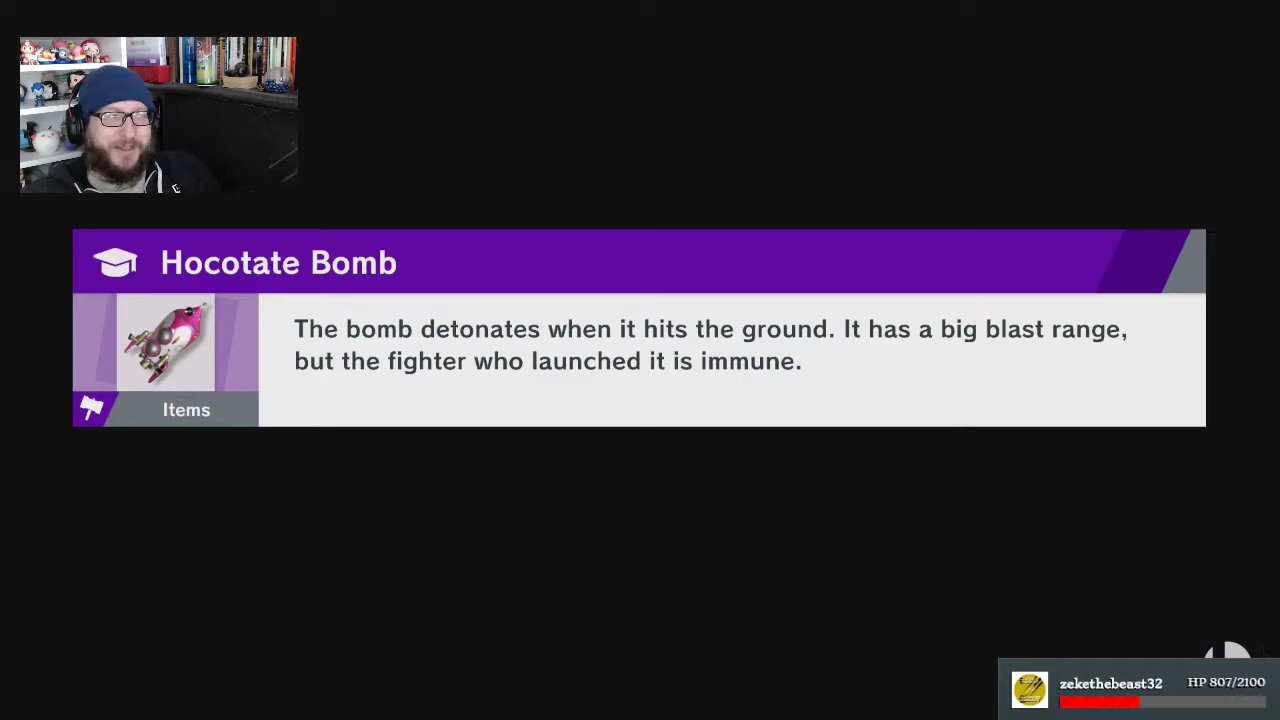 Hocotate Bomb
The bomb detonates when it hits the ground. It has a big blast range,
but the fighter who launched it is immune.
Items
zekethebeast32 HP 807/2100